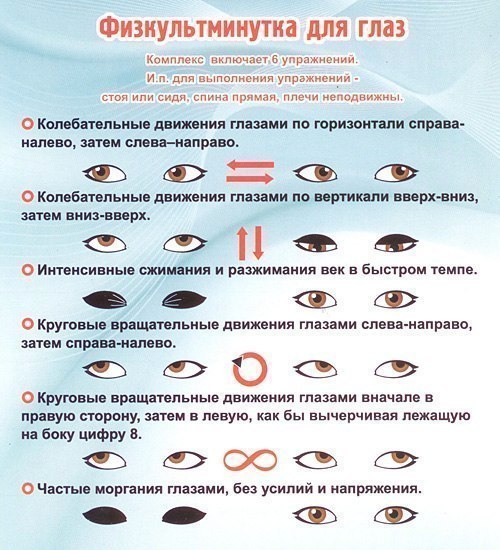 Физкультминутка для глаз
Комплекс включает 6 упражнений.
И.п. для выполнения упражнений -
стоя или сидя, спина прямая, плечи неподвижны.
Колебательные движения глазами по горизонтали справа-
налево, затем слева–направо.
Колебательные движения глазами по вертикали вверх-вниз,
затем вниз-вверх.
Интенсивные сжимания и разжимания век в быстром темпе.
Круговые вращательные движения глазами слева-направо,
затем справа-налево.
Круговые вращательные движения глазами вначале в
правую сторону, затем в левую, как бы вычерчивая лежащую
на боку цифру 8.
Частые моргания глазами, без усилий и напряжения.